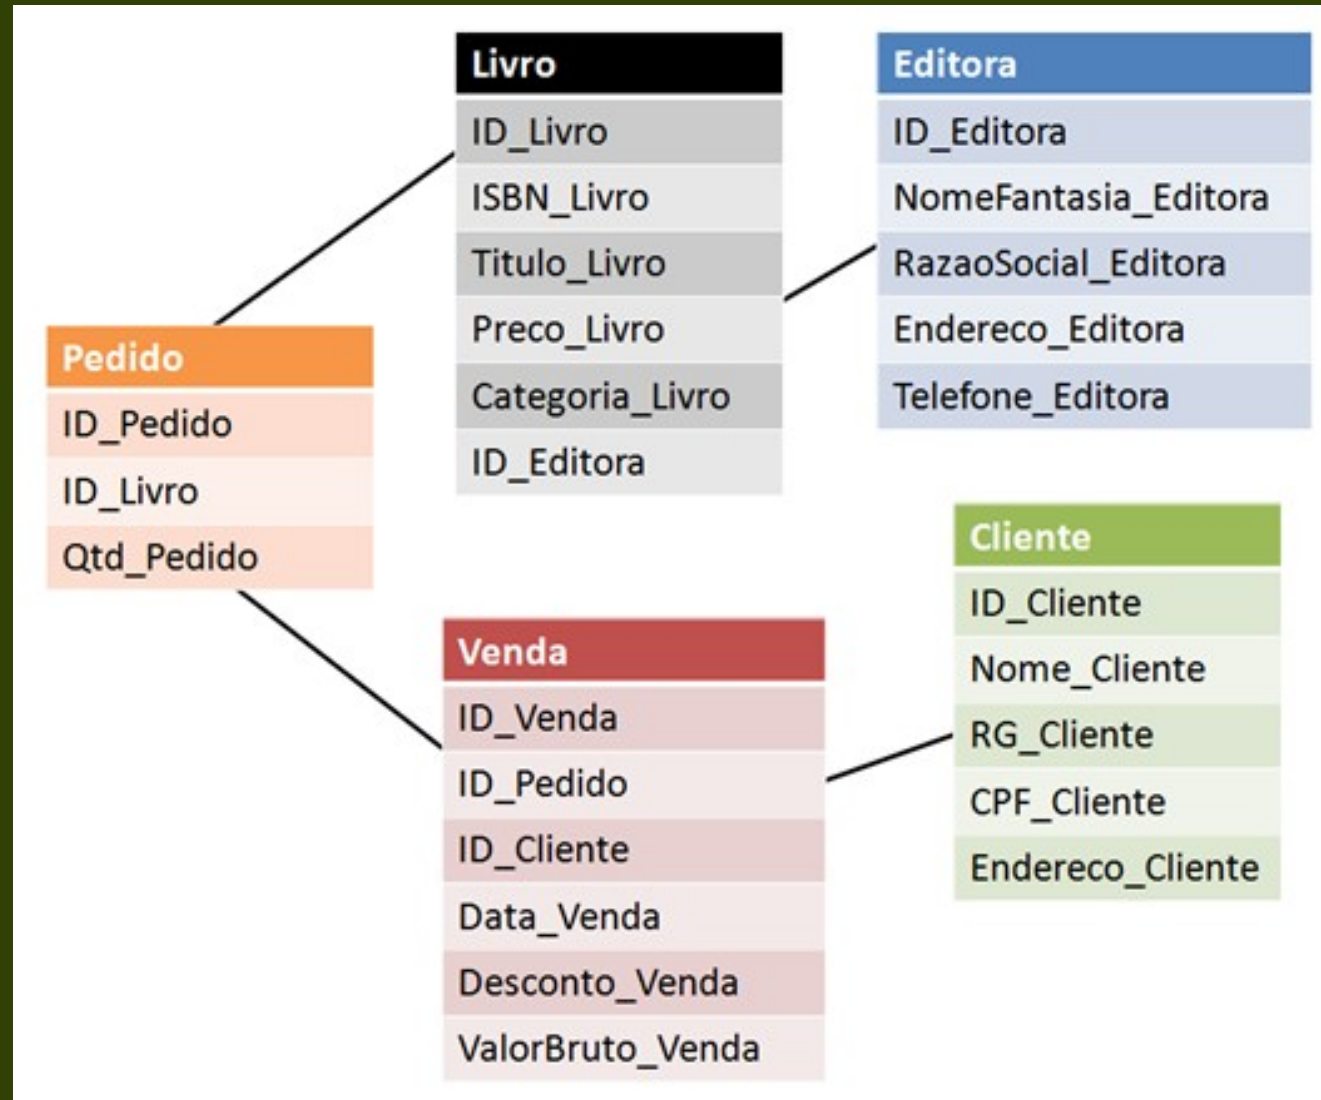 Livro
ID_Livro
ISBN_Livro
Titulo_Livro
Preco_Livro
Categoria_Livro
ID_Editora
Editora
ID_Editora
NomeFantasia_Editora
RazaoSocial_Editora
Endereco_Editora
Telefone_Editora
Pedido
ID_Pedido
ID_Livro
Qtd_Pedido
Venda
ID_Venda
ID_Pedido
ID_Cliente
Data_Venda
Desconto_Venda
ValorBruto_Venda
Cliente
ID_Cliente
Nome_Cliente
RG_Cliente
CPF_Cliente
Endereco_Cliente